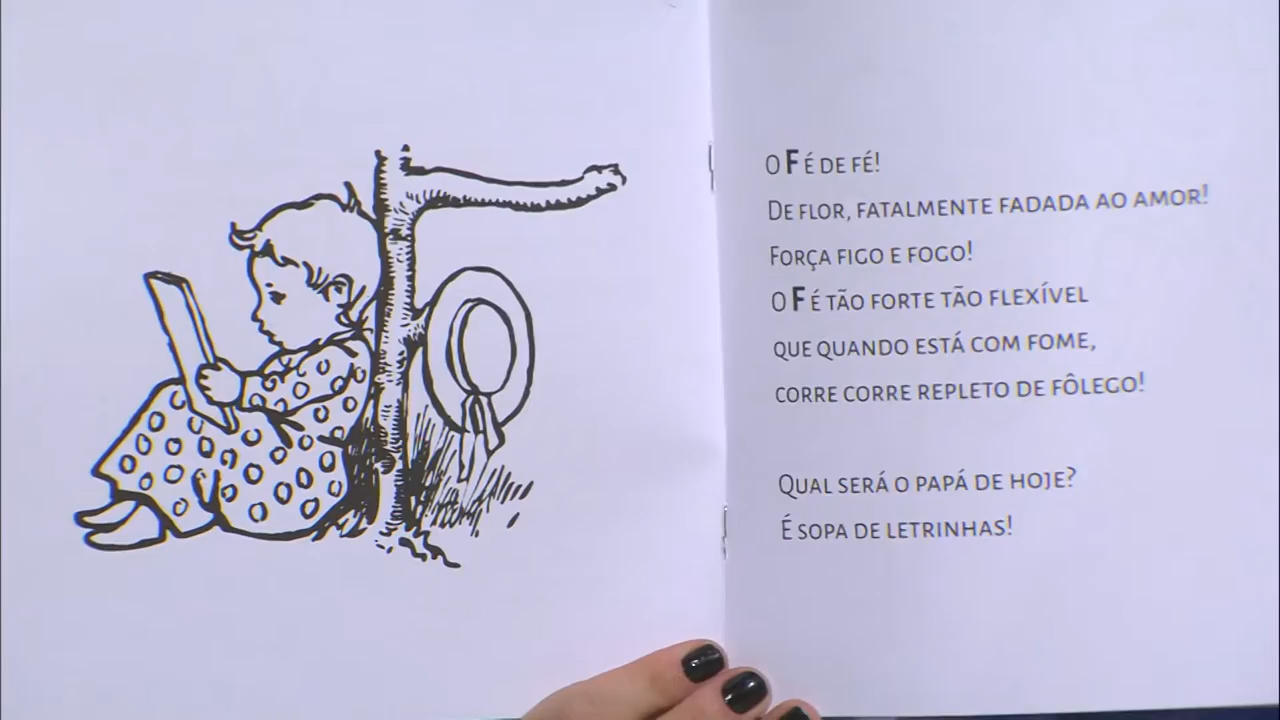 O F É DE FÉ!
DE FLOR, FATALMENTE FADADA AO AMOR!
FORÇA FIGO E FOGO!
O F É TÃO FORTE TÃO FLEXÍVEL
QUE QUANDO ESTÁ COM FOME,
CORRE CORRE REPLETO DE FÔLEGO!
QUAL SERÁ O PAPÁ DE HOJE?
É SOPA DE LETRINHAS!